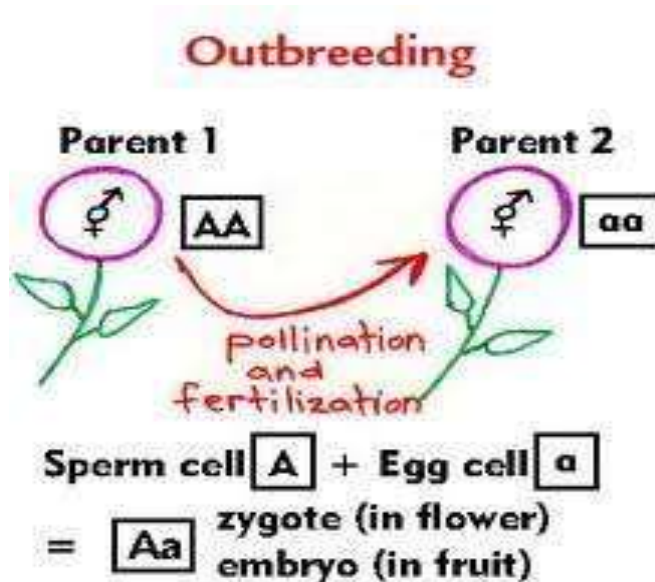 Outbreeding
Parent 1
Parent 2
AA
aa
pollination
and
fertilization
Sperm cell A + Egg cell a
= Aa zygote (in flower)
embryo (in fruit)